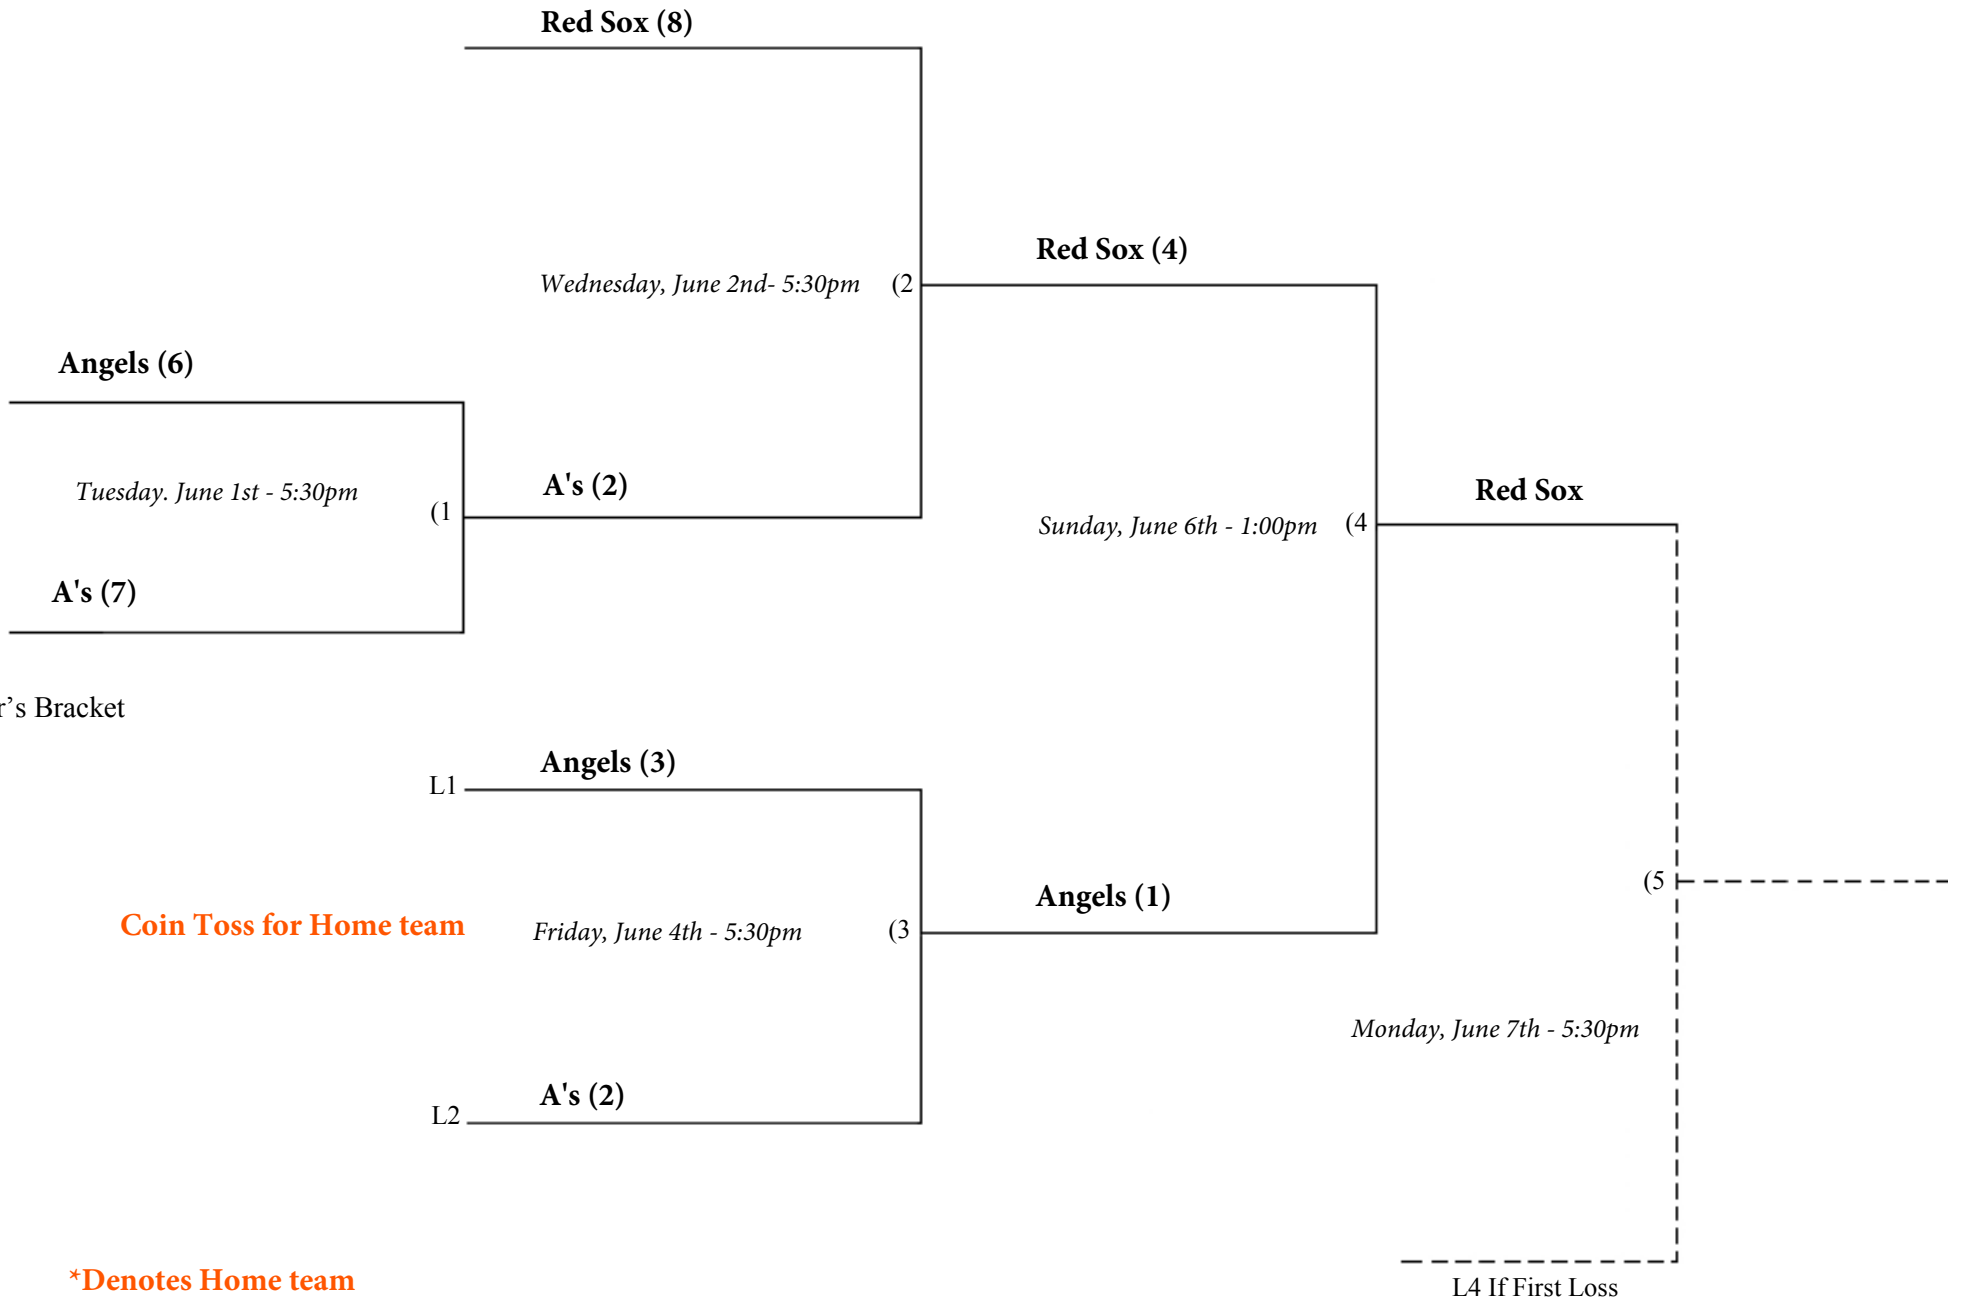 Red Sox (8)
Red Sox (4)
Wednesday, June 2nd- 5:30pm (2
Angels (6)
A's (2)
Tuesday. June 1st - 5:30pm (1
Red Sox
Sunday, June 6th - 1:00pm (4
A's (7)
r’s Bracket
Angels (3)
L1
(5
Angels (1)
Coin Toss for Home team
Friday, June 4th - 5:30pm (3
Monday, June 7th - 5:30pm
A's (2)
L2
*Denotes Home team
L4 If First Loss